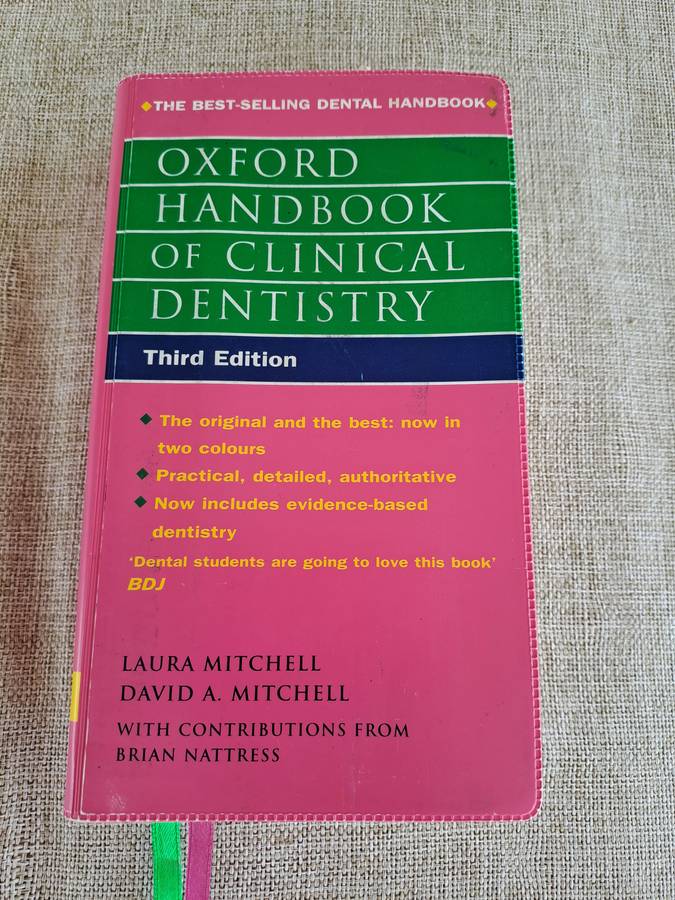 THE BEST-SELLING DENTAL HANDBOOK
OXFORD
HANDBOOK
OF CLINICAL
DENTISTRY
Third Edition
The original and the best: now in
two colours
Practical, detailed, authoritative
Now includes evidence-based
dentistry
‘Dental students are going to love this book’
BDJ
LAURA MITCHELL
DAVID A. MITCHELL
WITH CONTRIBUTIONS FROM
BRIAN NATTRESS